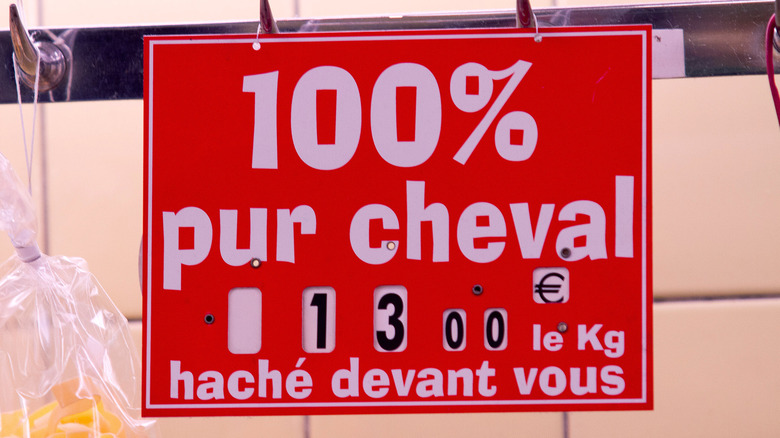 100%
pur cheval
13 00 € le Kg
haché devant vous